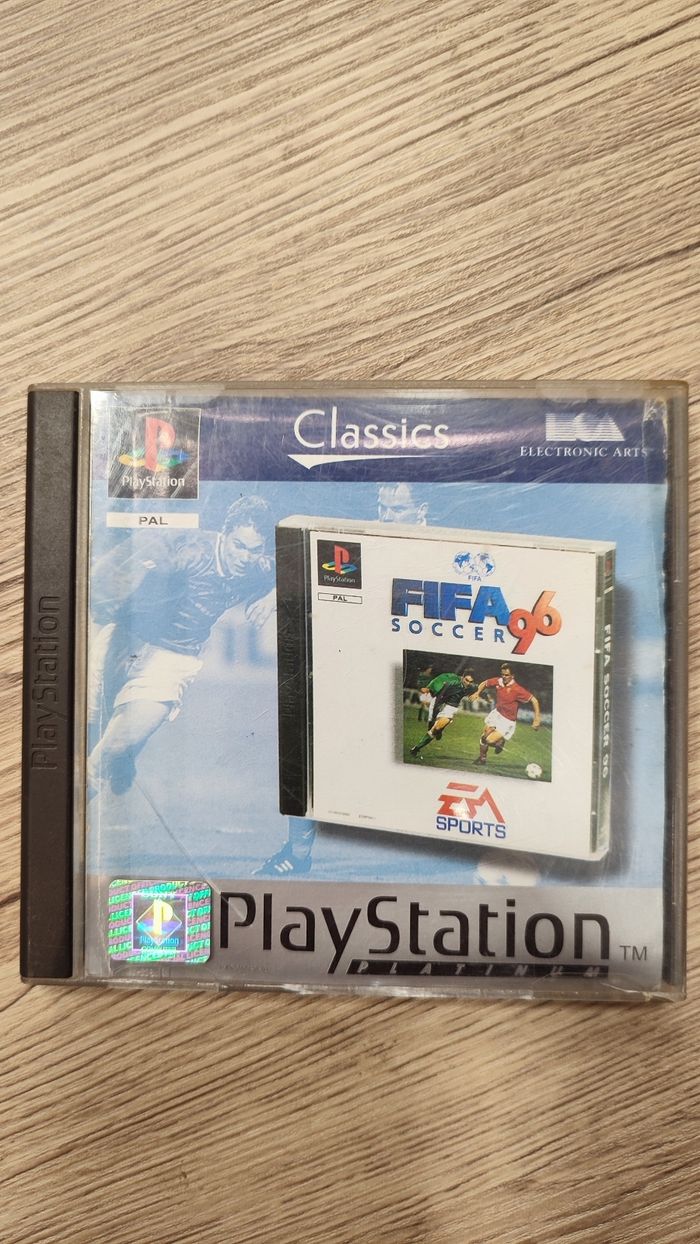 Classics
ELECTRONIC ARTS
PlayStation
PAL
PlayStation
FIFA
PlayStation
PAL
FIFA 96
SOCCER
FIFA SOCCER 96
EA
SPORTS
PlayStation
PlayStation TM
PLATINUM